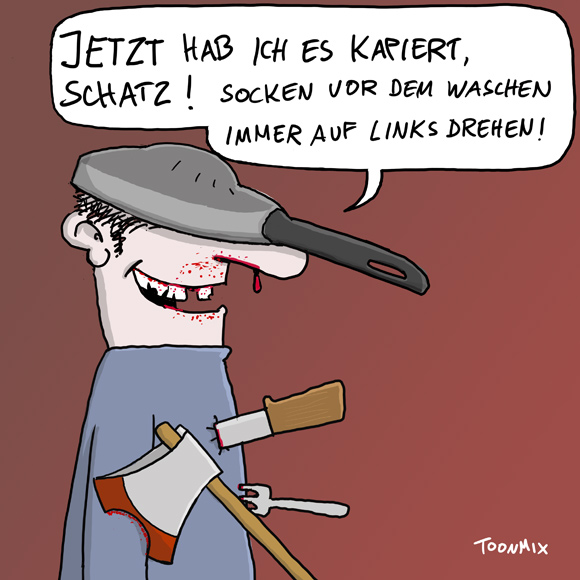 JETZT HAB ICH ES KAPIERT,
SCHATZ! SOCKEN VOR DEM WASCHEN
IMMER AUF LINKS DREHEN!
TOONMIX